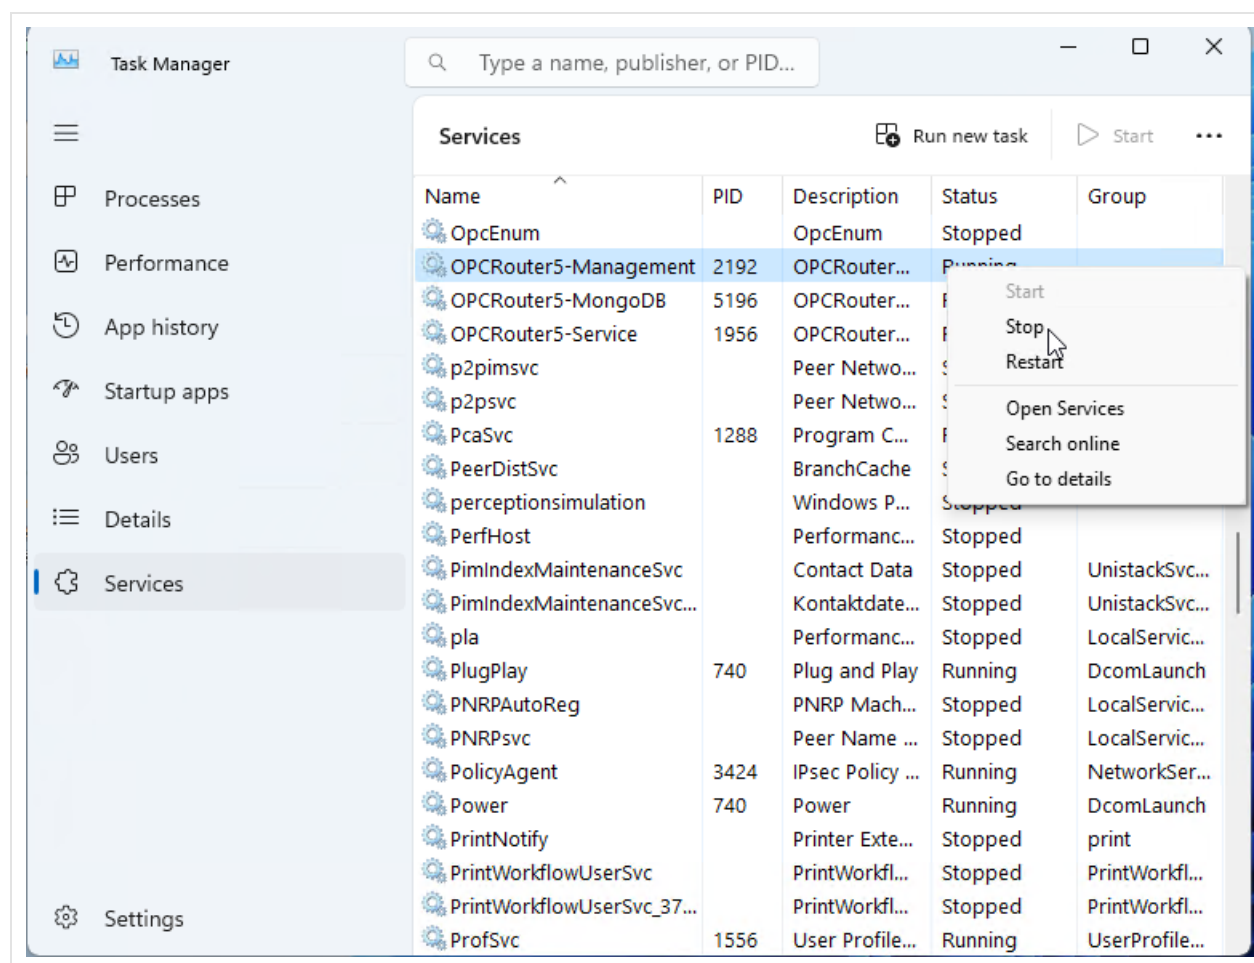 Task Manager
Type a name, publisher, or PID...
Services
Run new task
Start
Processes
Performance
App history
Startup apps
Users
Details
Services
Settings
Name PID Description Status Group
OpcEnum OpcEnum Stopped
OPCRouter5-Management 2192 OPCRouter... Running
OPCRouter5-MongoDB 5196 OPCRouter...
OPCRouter5-Service 1956 OPCRouter...
p2pimsvc Peer Netwo...
p2psvc Peer Netwo...
PcaSvc 1288 Program C...
PeerDistSvc BranchCache
perceptionsimulation Windows P... Stopped
PerfHost Performanc... Stopped
PimIndexMaintenanceSvc Contact Data Stopped UnistackSvc...
PimIndexMaintenanceSvc... Kontaktdate... Stopped UnistackSvc...
pla Performanc... Stopped LocalServic...
PlugPlay 740 Plug and Play Running DcomLaunch
PNRPAutoReg PNRP Mach... Stopped LocalServic...
PNRPsvc Peer Name ... Stopped LocalServic...
PolicyAgent 3424 IPsec Policy ... Running NetworkSer...
Power 740 Power Running DcomLaunch
PrintNotify Printer Exte... Stopped print
PrintWorkflowUserSvc PrintWorkfl... Stopped PrintWorkfl...
PrintWorkflowUserSvc_37... PrintWorkfl... Stopped PrintWorkfl...
ProfSvc 1556 User Profile... Running UserProfile...
Start
Stop
Restart
Open Services
Search online
Go to details